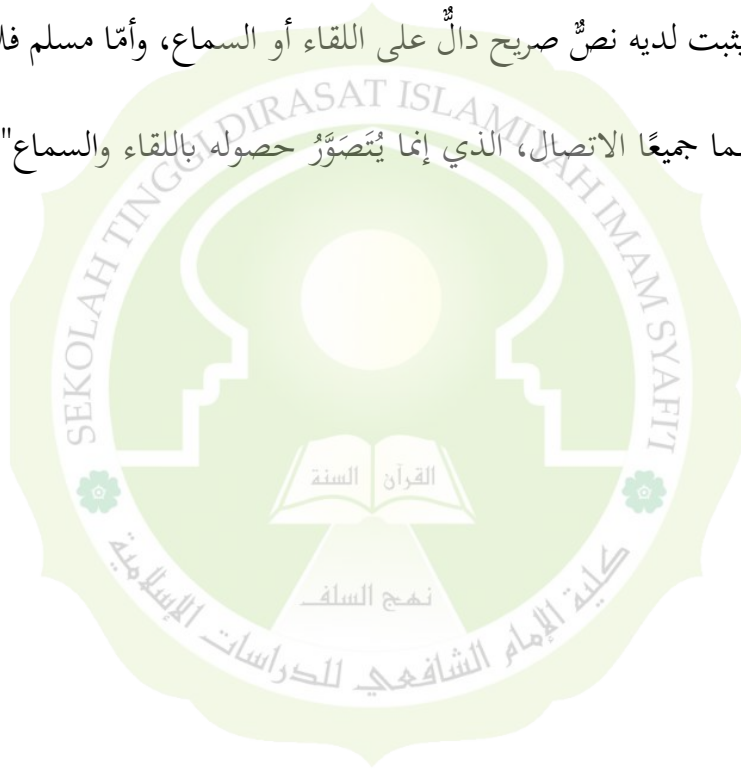 يثبت لديه نصٌّ صريح دالٌّ على اللقاء أو السماع، وأمّا مسلم
جميعًا الاتصال، الذي إنما يُتَصَوَّرُ حصوله باللقاء والسماع"
SEKOLAH TINGGI DIRASAT ISLAMIYAH IMAM SYAFI'I
السنة القرآن
نهج السلف
كلية الإمام الشافعي للدراسات الإسلامية